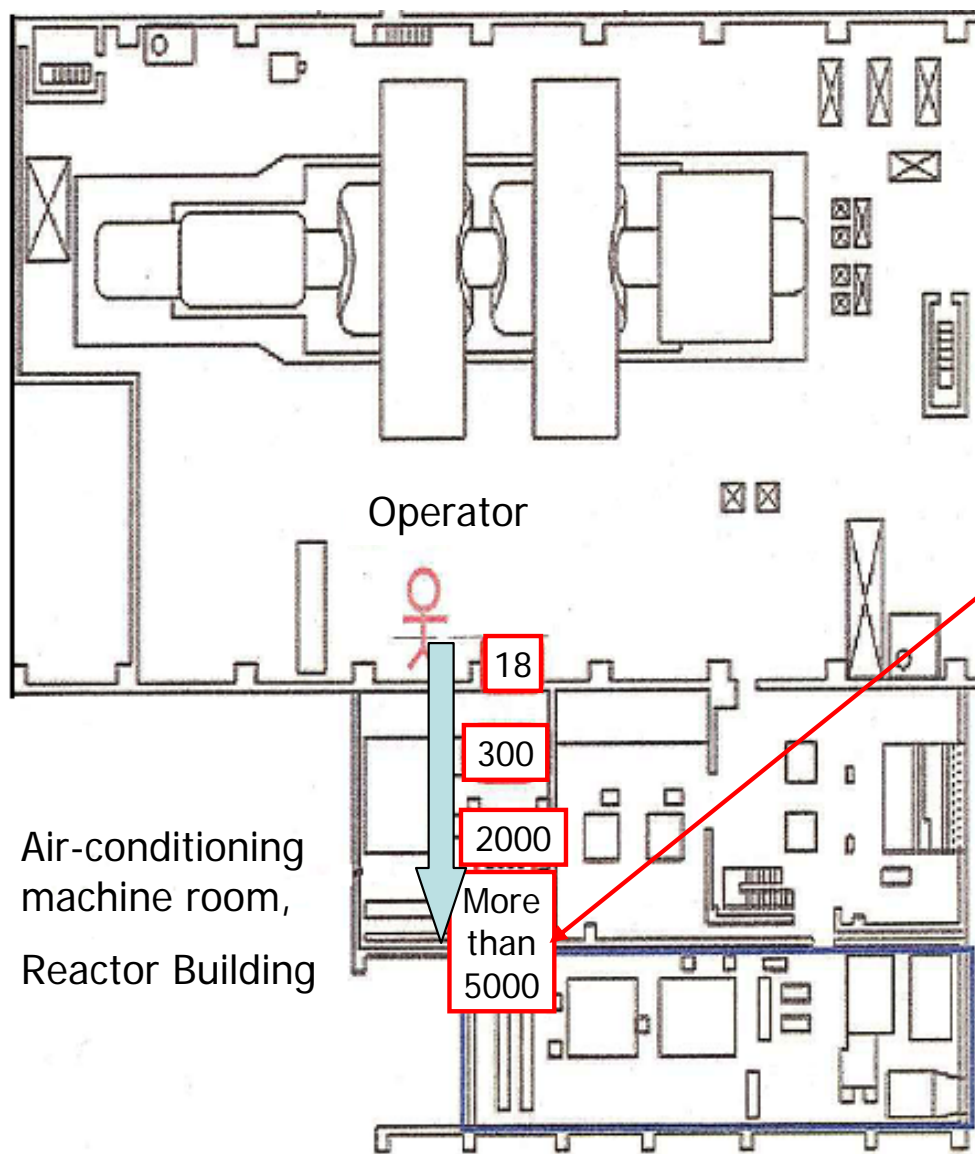 Operator
18
300
2000
More
than
5000
Air-conditioning
machine room,
Reactor Building